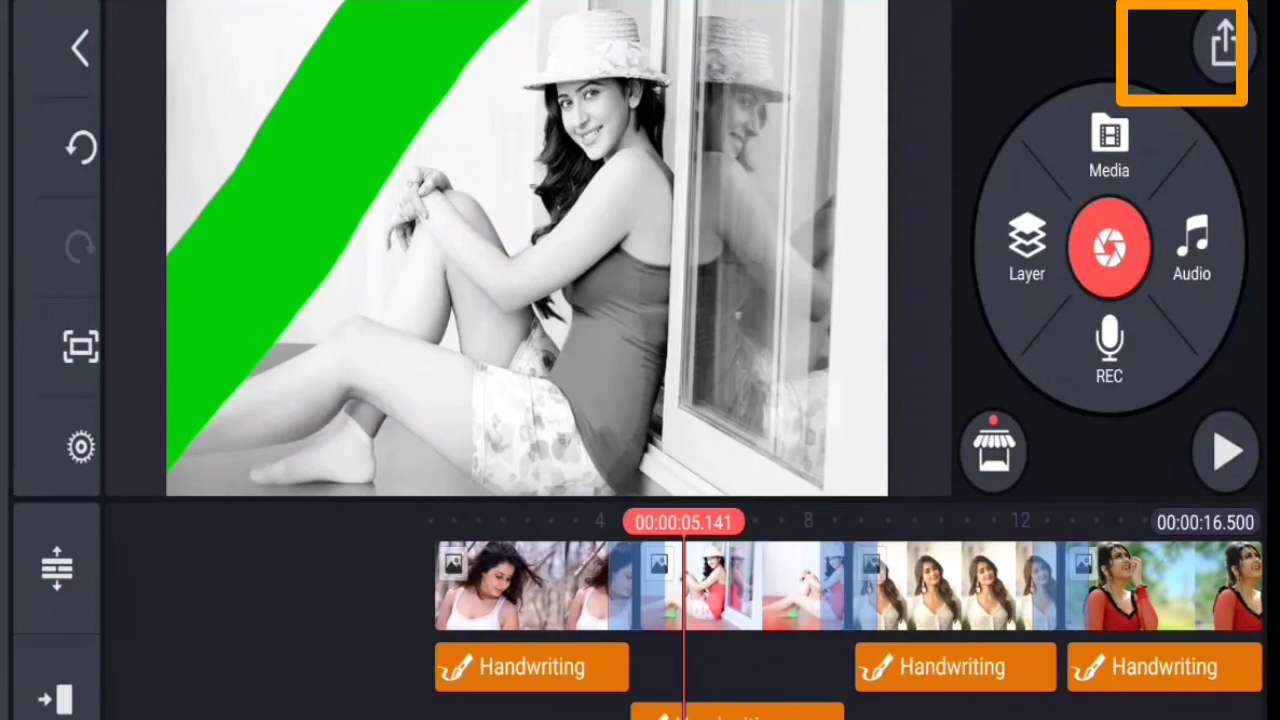 Media
Layer
Audio
REC
4
00:00:05.141
8
12
00:00:16.500
Handwriting
Handwriting
Handwriting